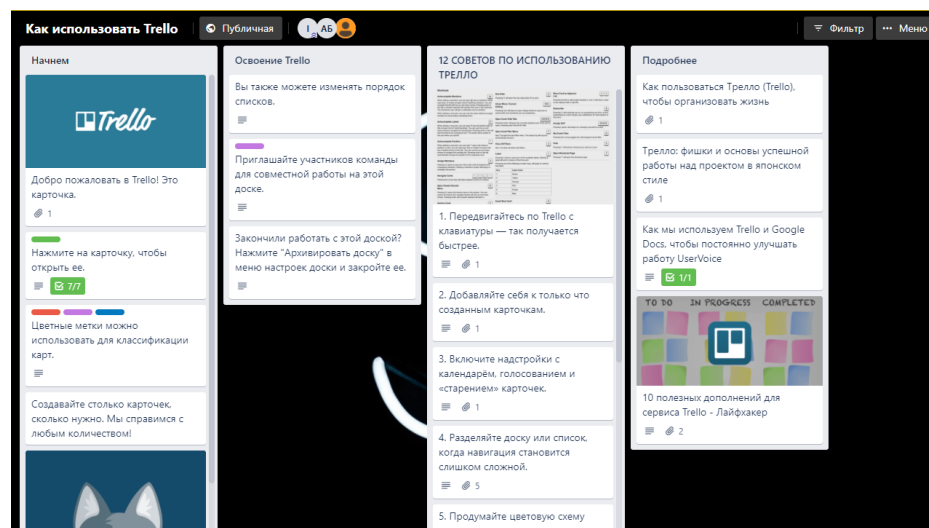 Как использовать Trello
Публичная
I
АБ
Фильтр
Меню
Начнем
Trello
Добро пожаловать в Trello! Это
карточка.
1
Нажмите на карточку, чтобы
открыть ее.
7/7
Цветные метки можно
использовать для классификации
карт.
Создавайте столько карточек,
сколько нужно. Мы справимся с
любым количеством!
Освоение Trello
Вы также можете изменять порядок
списков.
Приглашайте участников команды
для совместной работы на этой
доске.
Закончили работать с этой доской?
Нажмите "Архивировать доску" в
меню настроек доски и закройте ее.
12 СОВЕТОВ ПО ИСПОЛЬЗОВАНИЮ
ТРЕЛЛО
1. Передвигайтесь по Trello с
клавиатуры — так получается
быстрее.
1
2. Добавляйте себя к только что
созданным карточкам.
1
3. Включите надстройки с
календарём, голосованием и
«старением» карточек.
1
4. Разделяйте доску или список,
когда навигация становится
слишком сложной.
5
5. Продумайте цветовую схему
Подробнее
Как пользоваться Трелло (Trello),
чтобы организовать жизнь
1
Трелло: фишки и основы успешной
работы над проектом в японском
стиле
1
Как мы используем Trello и Google
Docs, чтобы постоянно улучшать
работу UserVoice
1/1
TO DO IN PROGRESS COMPLETED
10 полезных дополнений для
сервиса Trello - Лайфхакер
2